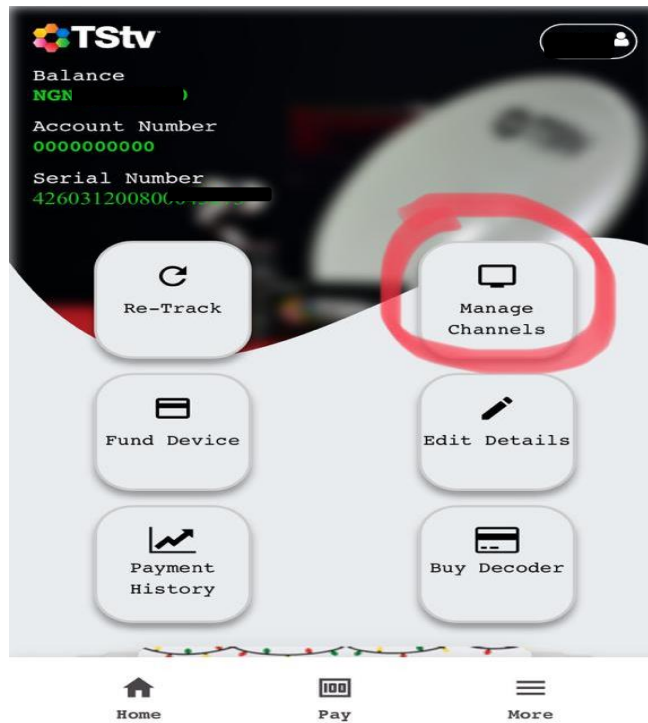 TStv
Balance
NGN
Account Number
0000000000
Serial Number
Re-Track
Manage
Channels
Fund Device
Edit Details
Payment
History
Buy Decoder
100
Home
Pay
More